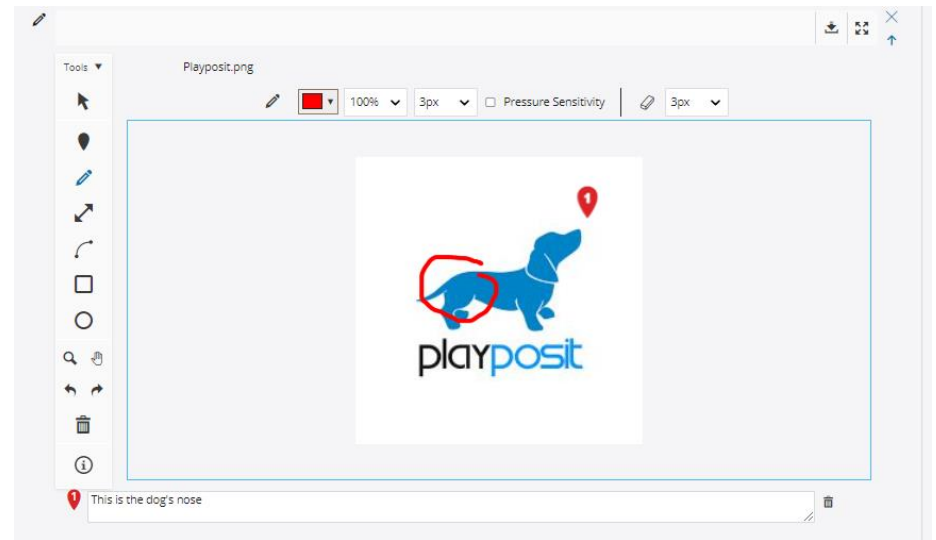 Tools ▼
Playposit.png
100%
3px
Pressure Sensitivity
3px
1
playposit
1
This is the dog's nose